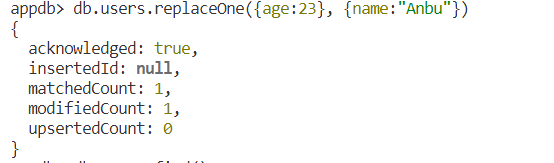 appdb> db.users.replaceOne({age:23}, {name:"Anbu"})
{
  acknowledged: true,
  insertedId: null,
  matchedCount: 1,
  modifiedCount: 1,
  upsertedCount: 0
}